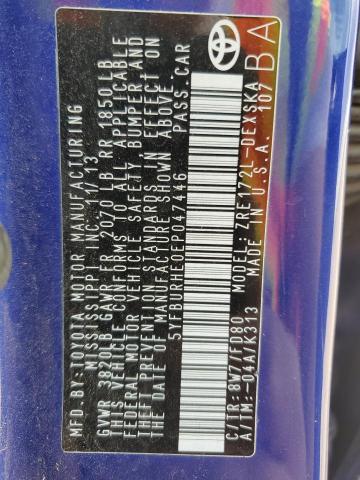 MFD. BY: TOYOTA MOTOR MANUFACTURING
MISSISSIPPI INC. 11/13
GVWR 3820LB GAWR FR 2070 LB RR 1850LB
THIS VEHICLE CONFORMS TO ALL APPLICABLE
FEDERAL MOTOR VEHICLE SAFETY, BUMPER AND
THEFT PREVENTION STANDARDS IN EFFECT ON
THE DATE OF MANUFACTURE SHOWN ABOVE.
5YFBURHE0EP047446 PASS.CAR
C/TR: 8W7/FD80 MODEL: ZRE172L-DEXSKA
A/TM: -04A/K313 MADE IN U.S.A. 107
BA
TOYOTA